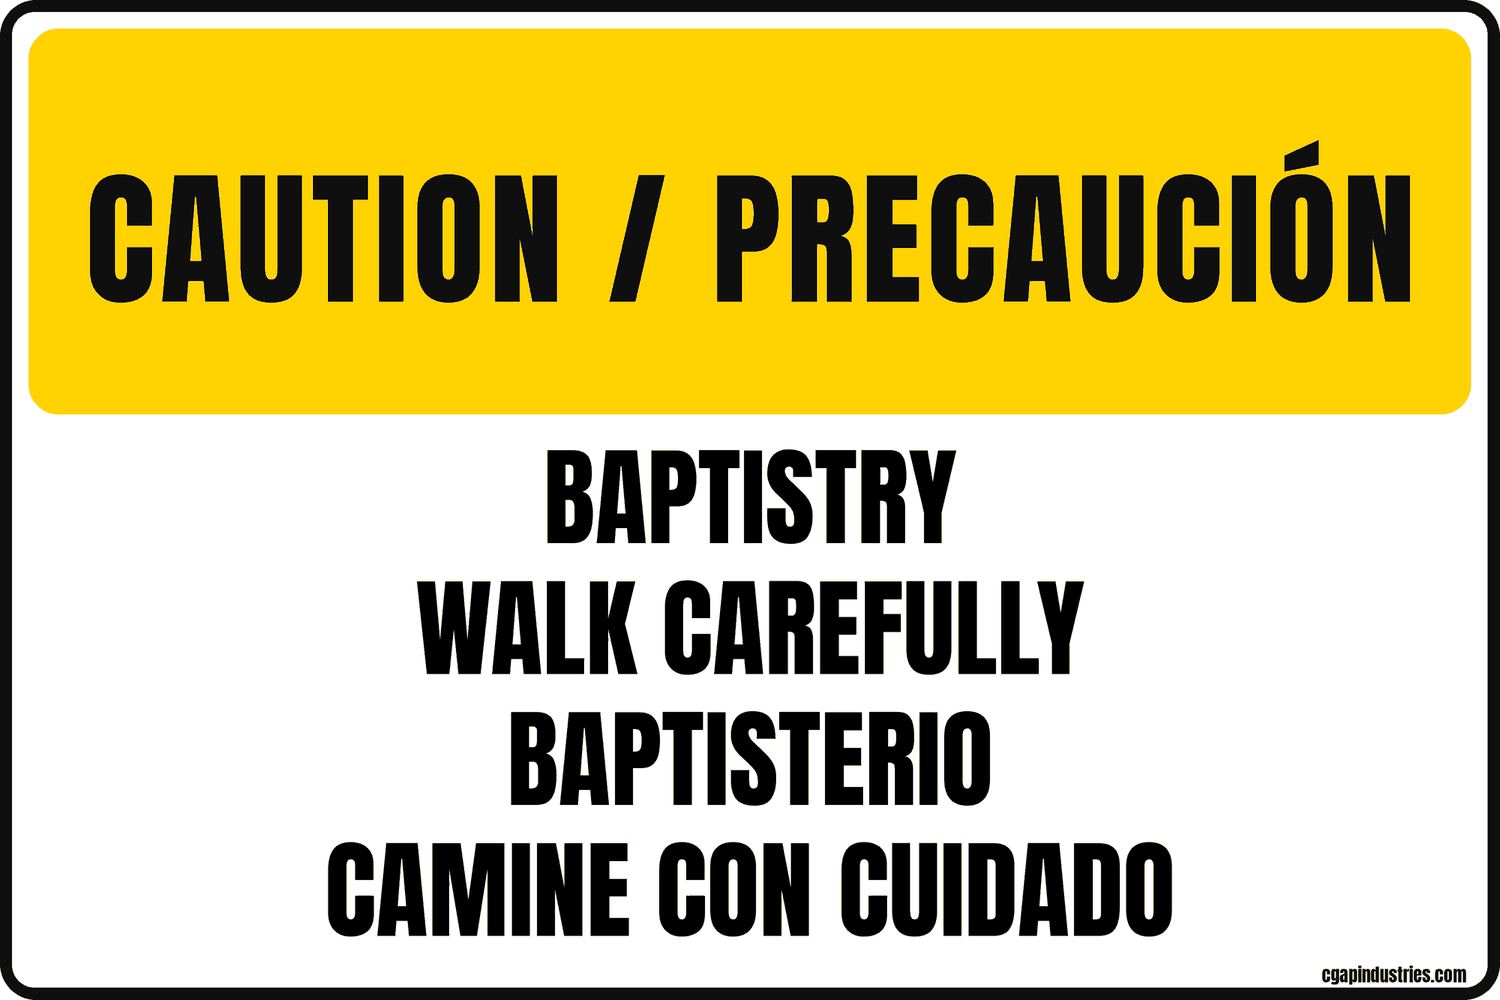 CAUTION / PRECAUCIÓN
BAPTISTRY
WALK CAREFULLY
BAPTISTERIO
CAMINE CON CUIDADO
cgapindustries.com